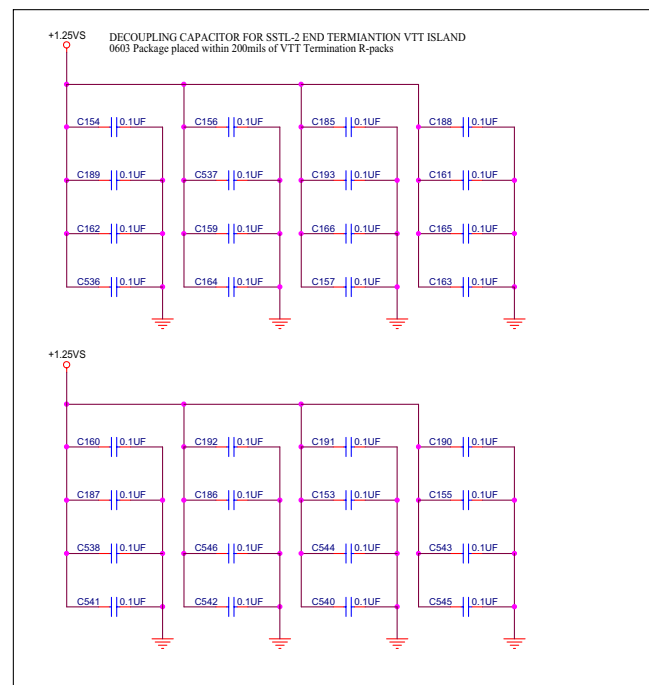 +1.25VS
DECOUPLING CAPACITOR FOR SSTL-2 END TERMIANTION VTT ISLAND
0603 Package placed within 200mils of VTT Termination R-packs
C154 0.1UF C156 0.1UF C185 0.1UF C188 0.1UF
C189 0.1UF C537 0.1UF C193 0.1UF C161 0.1UF
C162 0.1UF C159 0.1UF C166 0.1UF C165 0.1UF
C536 0.1UF C164 0.1UF C157 0.1UF C163 0.1UF
+1.25VS
C160 0.1UF C192 0.1UF C191 0.1UF C190 0.1UF
C187 0.1UF C186 0.1UF C153 0.1UF C155 0.1UF
C538 0.1UF C546 0.1UF C544 0.1UF C543 0.1UF
C541 0.1UF C542 0.1UF C540 0.1UF C545 0.1UF